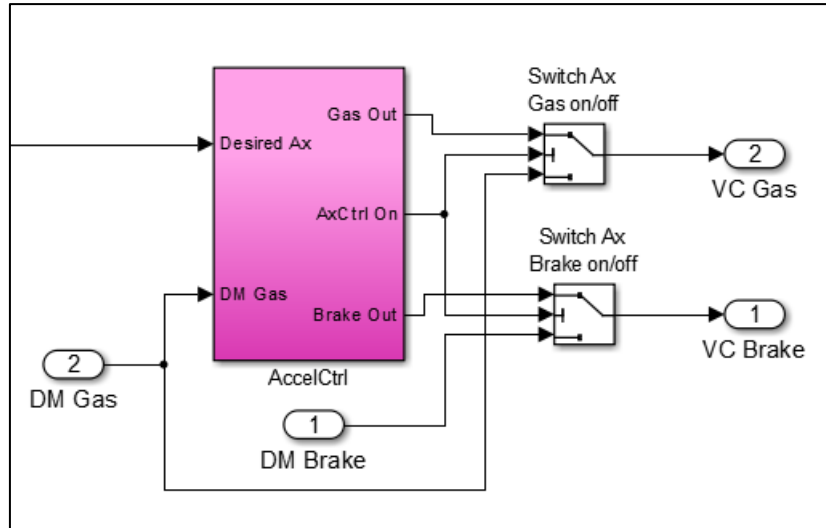 Switch Ax
Gas on/off
Gas Out
Desired Ax
2
VC Gas
AxCtrl On
Switch Ax
Brake on/off
DM Gas
Brake Out
1
VC Brake
2
DM Gas
AccelCtrl
1
DM Brake